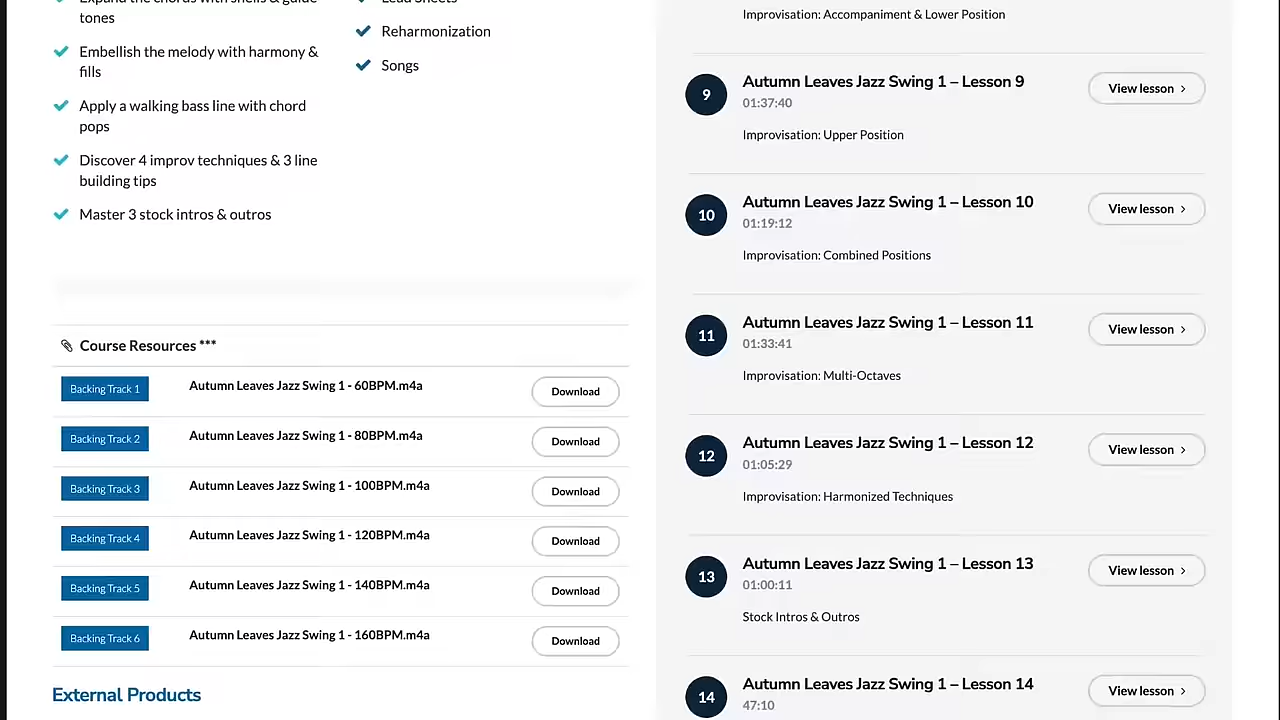 Expand the chords with shells & guide
tones
Embellish the melody with harmony &
fills
Apply a walking bass line with chord
pops
Discover 4 improv techniques & 3 line
building tips
Master 3 stock intros & outros
Lead Sheets
Reharmonization
Songs
Course Resources ***
Backing Track 1 Autumn Leaves Jazz Swing 1 - 60BPM.m4a Download
Backing Track 2 Autumn Leaves Jazz Swing 1 - 80BPM.m4a Download
Backing Track 3 Autumn Leaves Jazz Swing 1 - 100BPM.m4a Download
Backing Track 4 Autumn Leaves Jazz Swing 1 - 120BPM.m4a Download
Backing Track 5 Autumn Leaves Jazz Swing 1 - 140BPM.m4a Download
Backing Track 6 Autumn Leaves Jazz Swing 1 - 160BPM.m4a Download
External Products
Improvisation: Accompaniment & Lower Position
9 Autumn Leaves Jazz Swing 1 – Lesson 9 View lesson
01:37:40
Improvisation: Upper Position
10 Autumn Leaves Jazz Swing 1 – Lesson 10 View lesson
01:19:12
Improvisation: Combined Positions
11 Autumn Leaves Jazz Swing 1 – Lesson 11 View lesson
01:33:41
Improvisation: Multi-Octaves
12 Autumn Leaves Jazz Swing 1 – Lesson 12 View lesson
01:05:29
Improvisation: Harmonized Techniques
13 Autumn Leaves Jazz Swing 1 – Lesson 13 View lesson
01:00:11
Stock Intros & Outros
14 Autumn Leaves Jazz Swing 1 – Lesson 14 View lesson
47:10